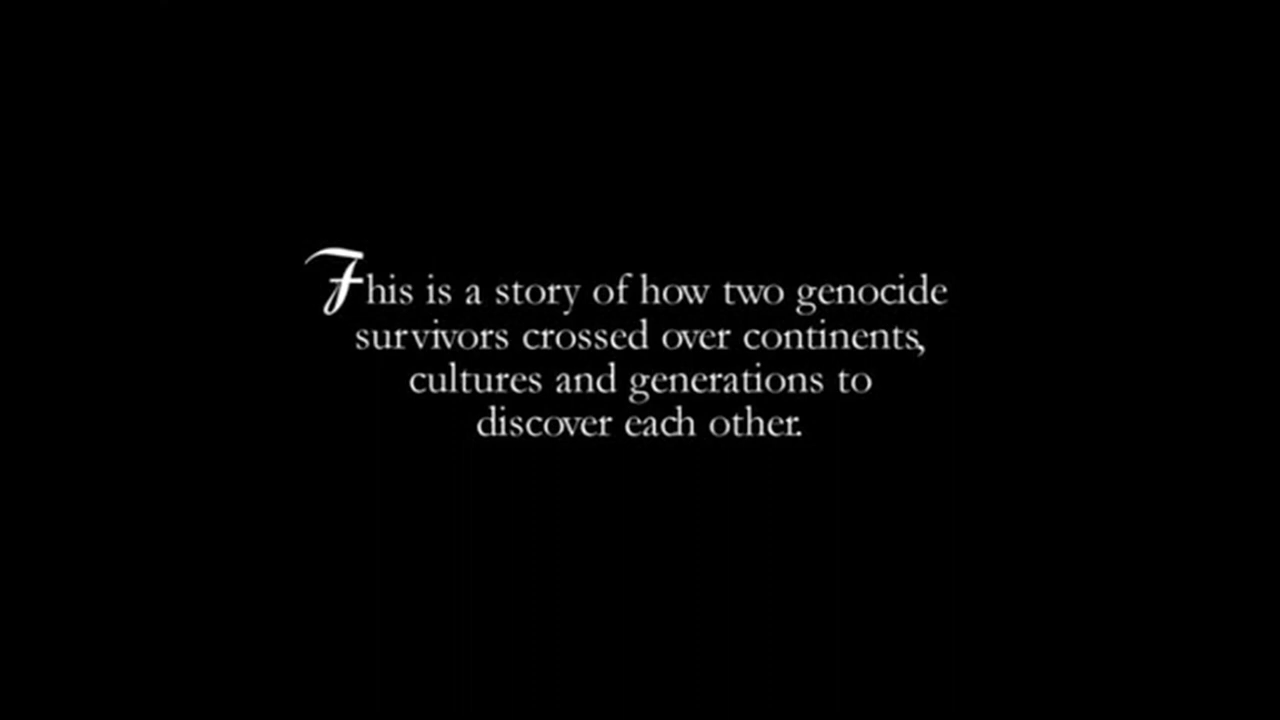 This is a story of how two genocide
survivors crossed over continents,
cultures and generations to
discover each other.